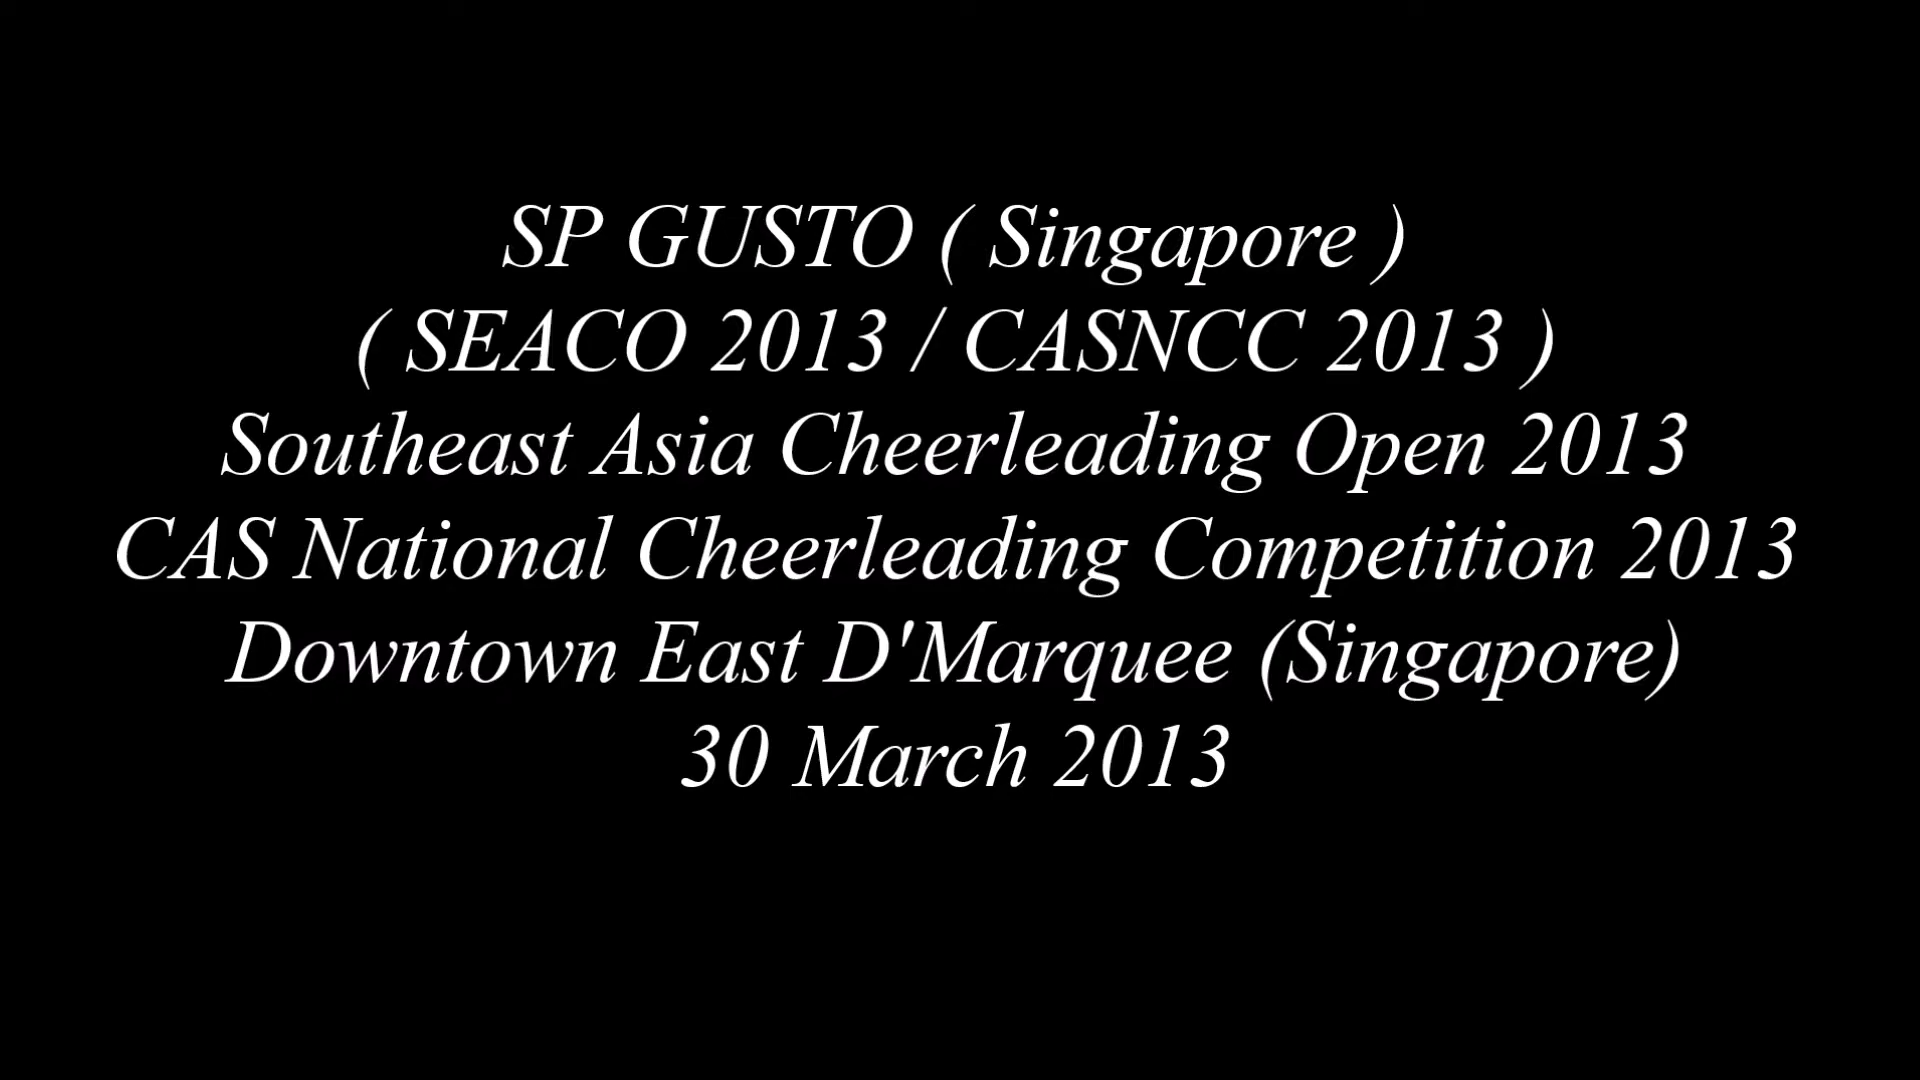 SP GUSTO ( Singapore )
( SEACO 2013 / CASNCC 2013 )
Southeast Asia Cheerleading Open 2013
CAS National Cheerleading Competition 2013
Downtown East D'Marquee (Singapore)
30 March 2013